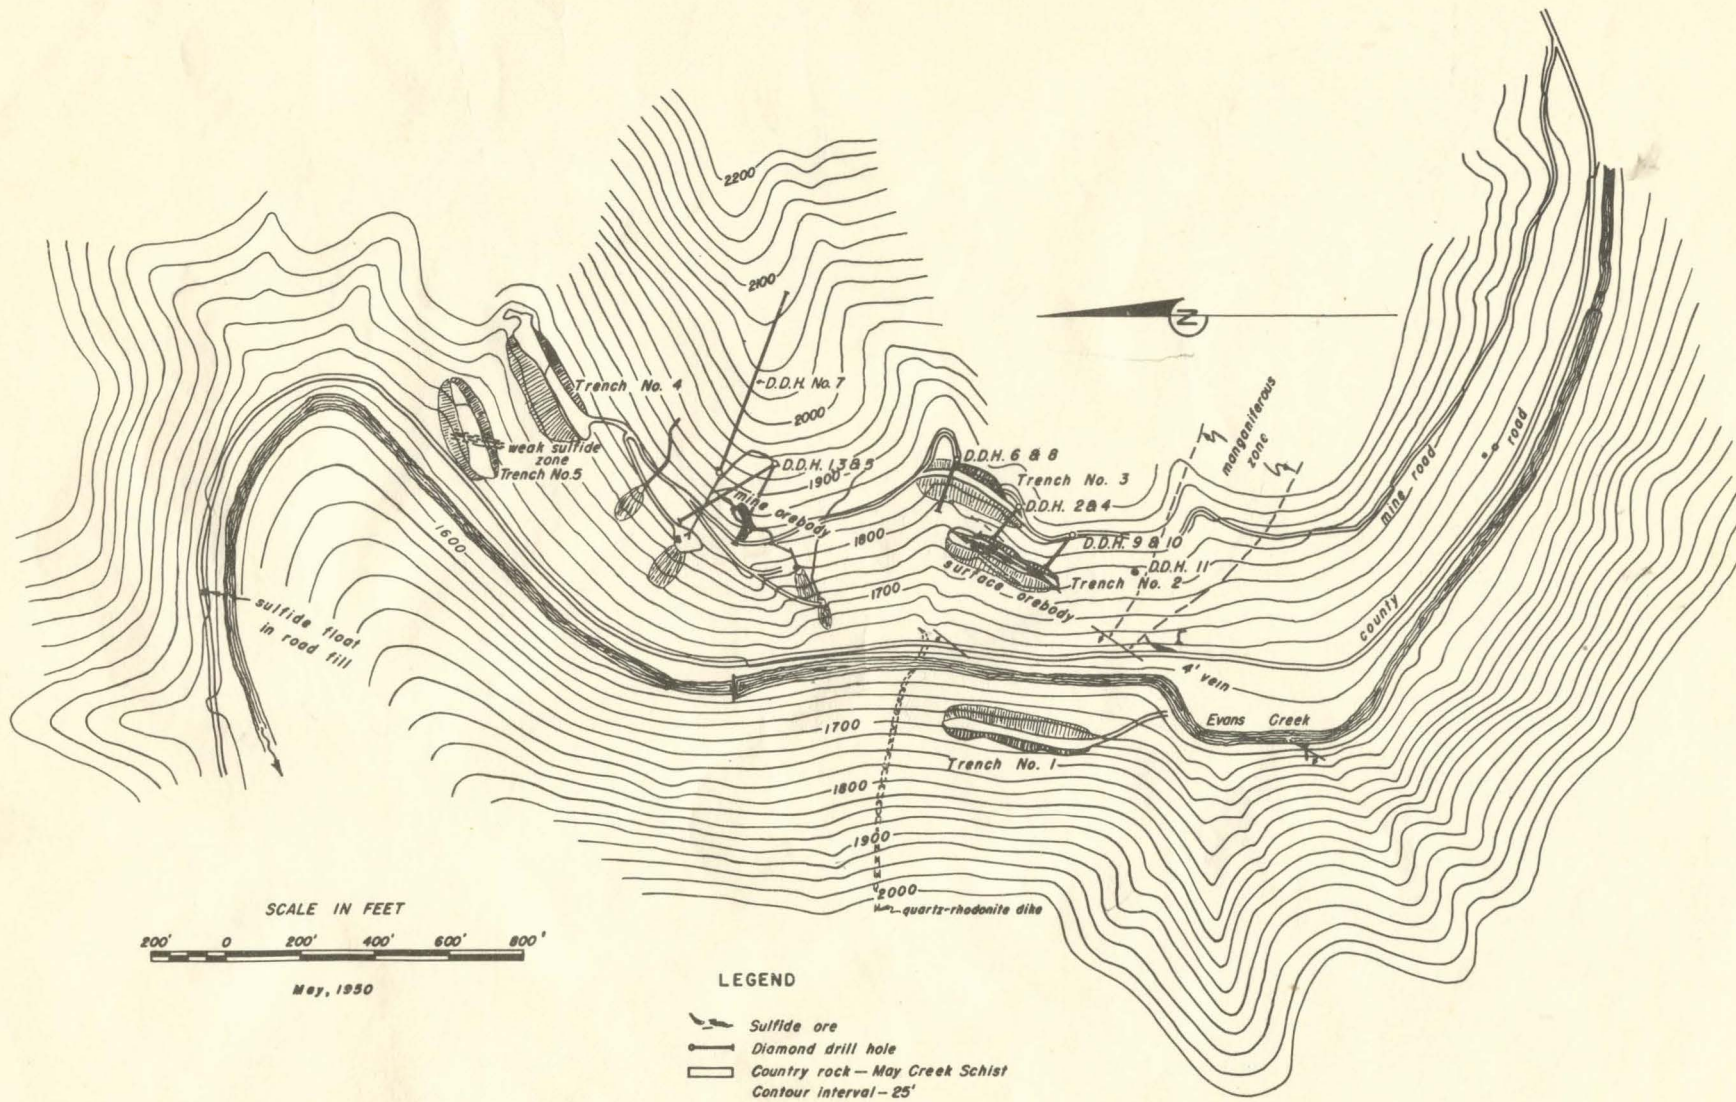 2200
2100
D.D.H. No. 7
2000
Trench No. 4
weak sulfide
zone
Trench No.5
D.D.H. 1,3&5
1900
mine orebody
D.D.H. 6 & 8
Trench No. 3
D.D.H. 2&4
1800
D.D.H. 9 & 10
D.D.H. 11
Trench No. 2
surface orebody
1700
N
manganiferous
zone
mine road
county road
1600
sulfide float
in road fill
4' vein
Evans Creek
Trench No. 1
1700
1800
1900
2000
quartz-rhodonite dike
SCALE IN FEET
200' 0 200' 400' 600' 800'
May, 1950
LEGEND
Sulfide ore
Diamond drill hole
Country rock — May Creek Schist
Contour interval - 25'